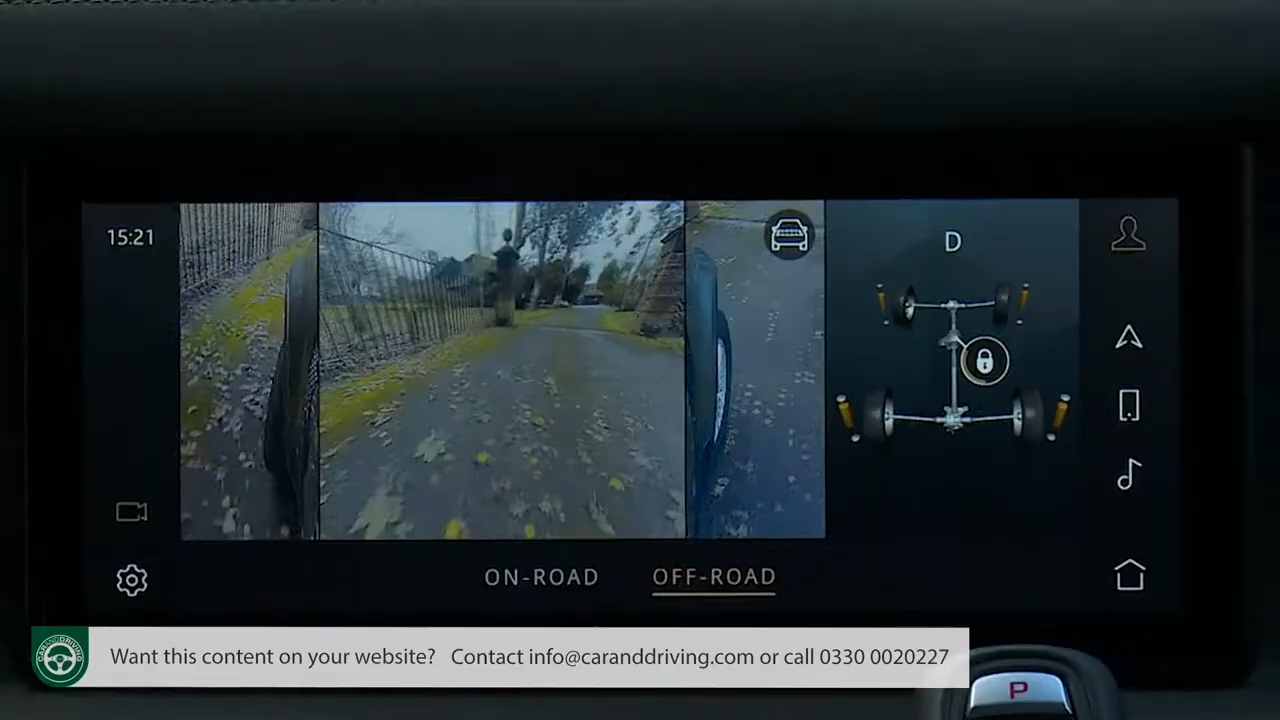 15:21
D
ON-ROAD OFF-ROAD
CARANDDRIVING
Want this content on your website? Contact info@caranddriving.com or call 0330 0020227
P